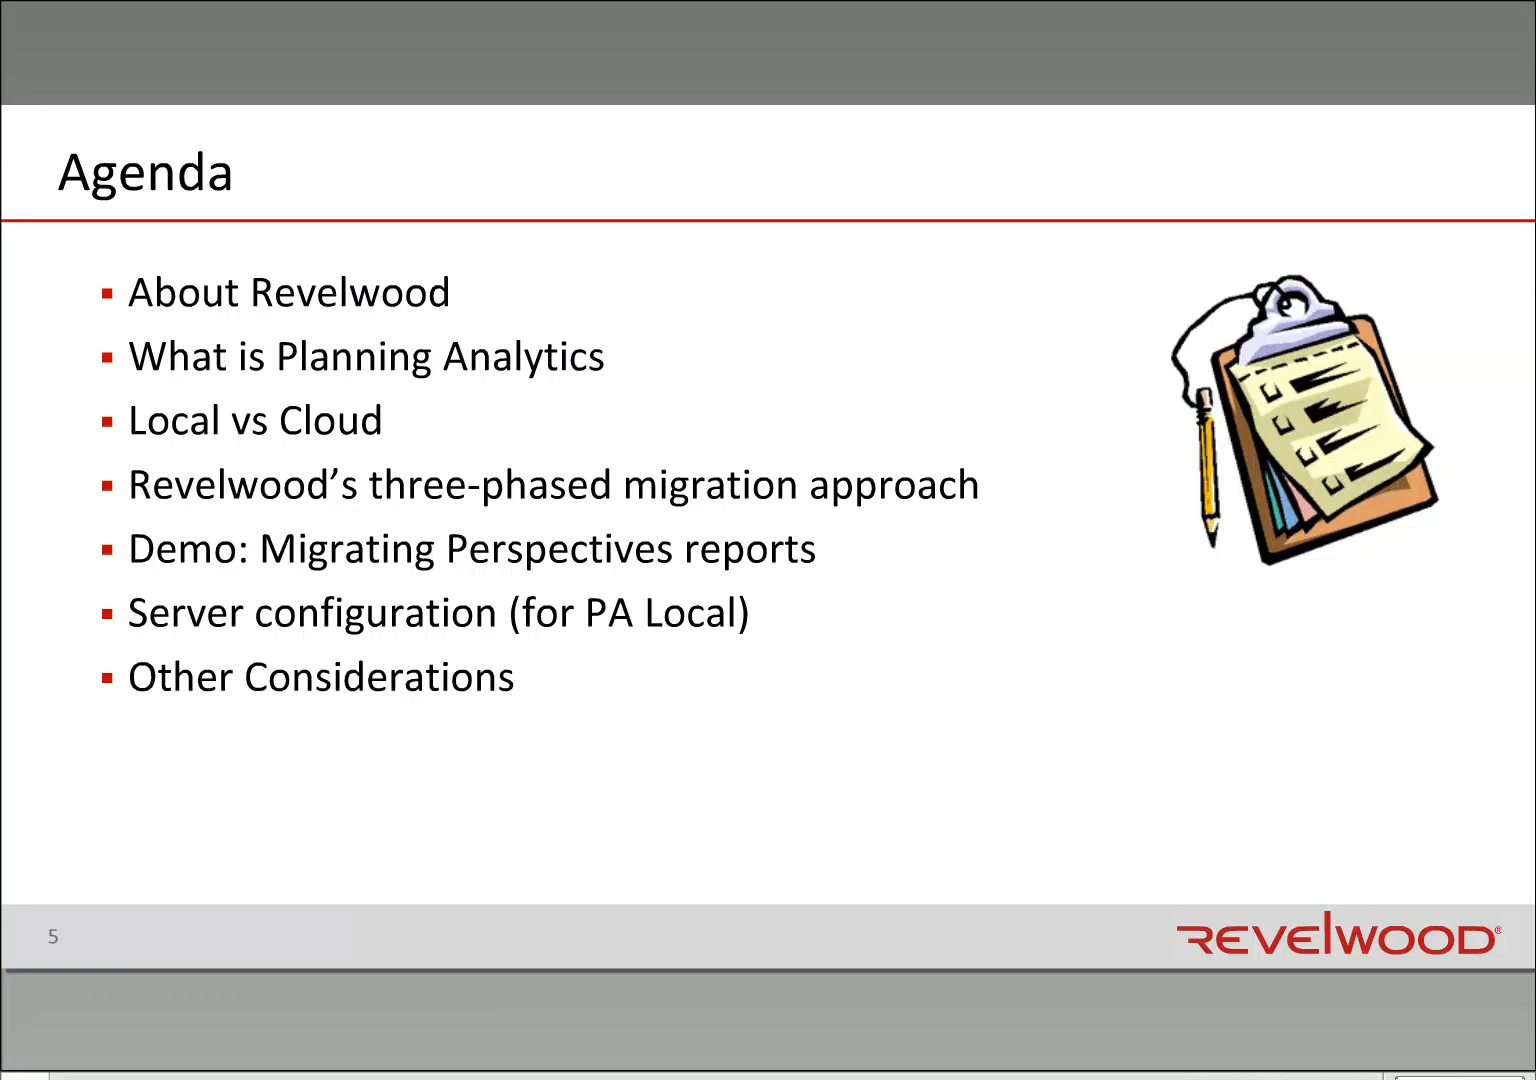 Agenda
▪ About Revelwood
▪ What is Planning Analytics
▪ Local vs Cloud
▪ Revelwood’s three-phased migration approach
▪ Demo: Migrating Perspectives reports
▪ Server configuration (for PA Local)
▪ Other Considerations
5
REVELWOOD®